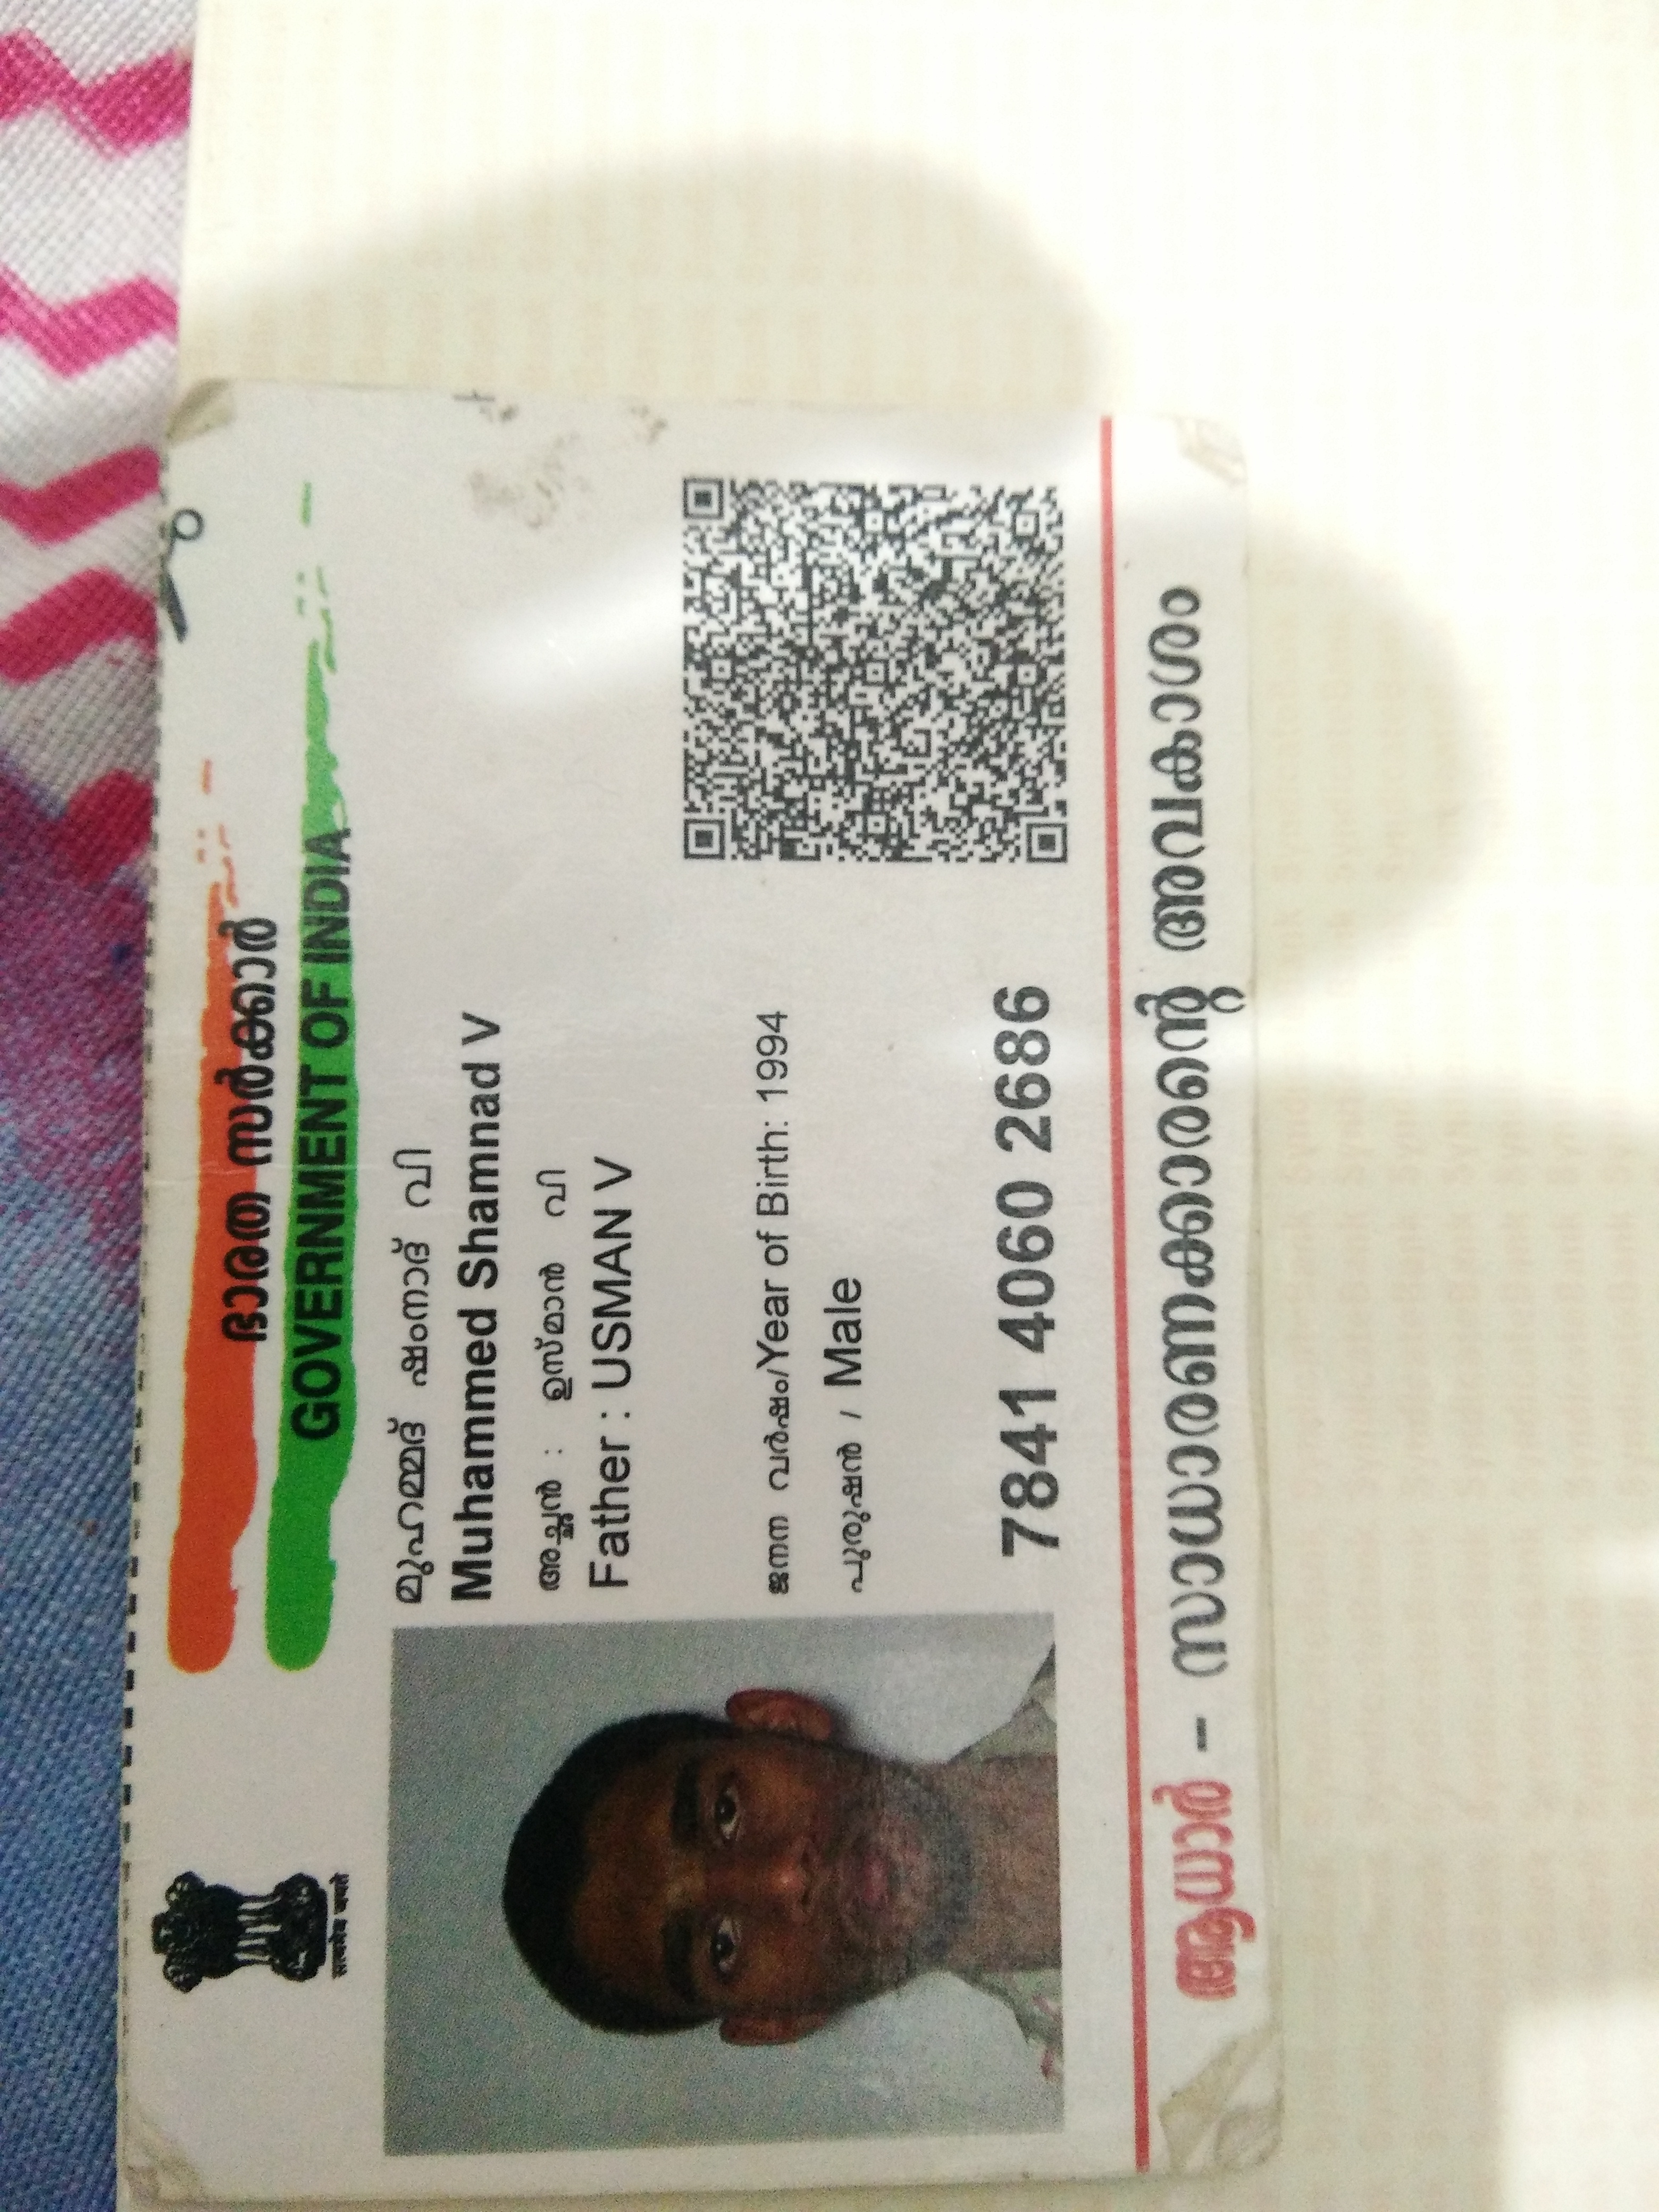 ഭാരത സർക്കാർ
GOVERNMENT OF INDIA
सत्यमेव जयते
മുഹമ്മദ് ഷംനാദ് വി
Muhammed Shamnad V
അച്ഛൻ : ഉസ്മാൻ വി
Father : USMAN V
ജനന വർഷം/Year of Birth: 1994
പുരുഷൻ / Male
7841 4060 2686
ആധാർ - സാധാരണക്കാരന്റെ അവകാശം